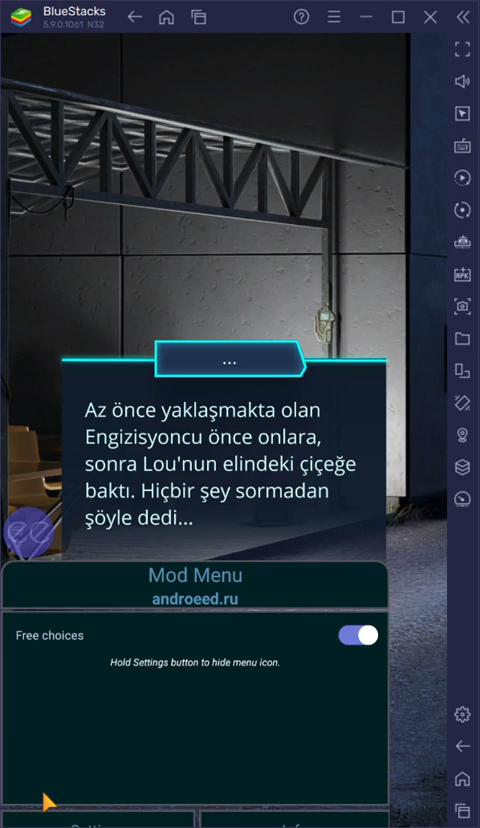 BlueStacks
5.9.0.1061 N32
...
Az önce yaklaşmakta olan
Engizisyoncu önce onlara,
sonra Lou'nun elindeki çiçeğe
baktı. Hiçbir şey sormadan
şöyle dedi...
Mod Menu
androeed.ru
Free choices
Hold Settings button to hide menu icon.